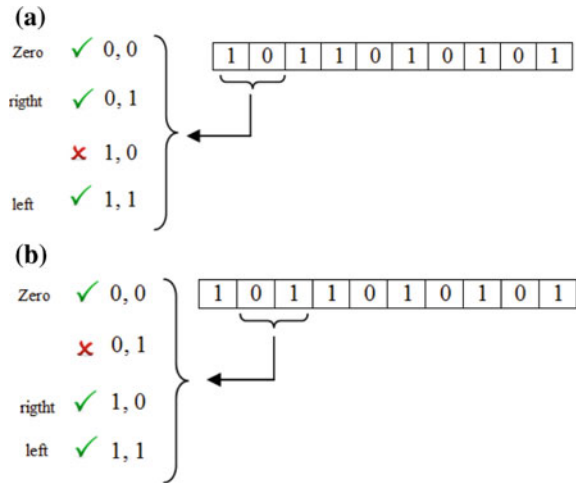 (a)
Zero ✓ 0, 0
1 0 1 1 0 1 0 1 0 1
rigtht ✓ 0, 1
✗ 1, 0
left ✓ 1, 1
(b)
Zero ✓ 0, 0
1 0 1 1 0 1 0 1 0 1
✗ 0, 1
rigtht ✓ 1, 0
left ✓ 1, 1